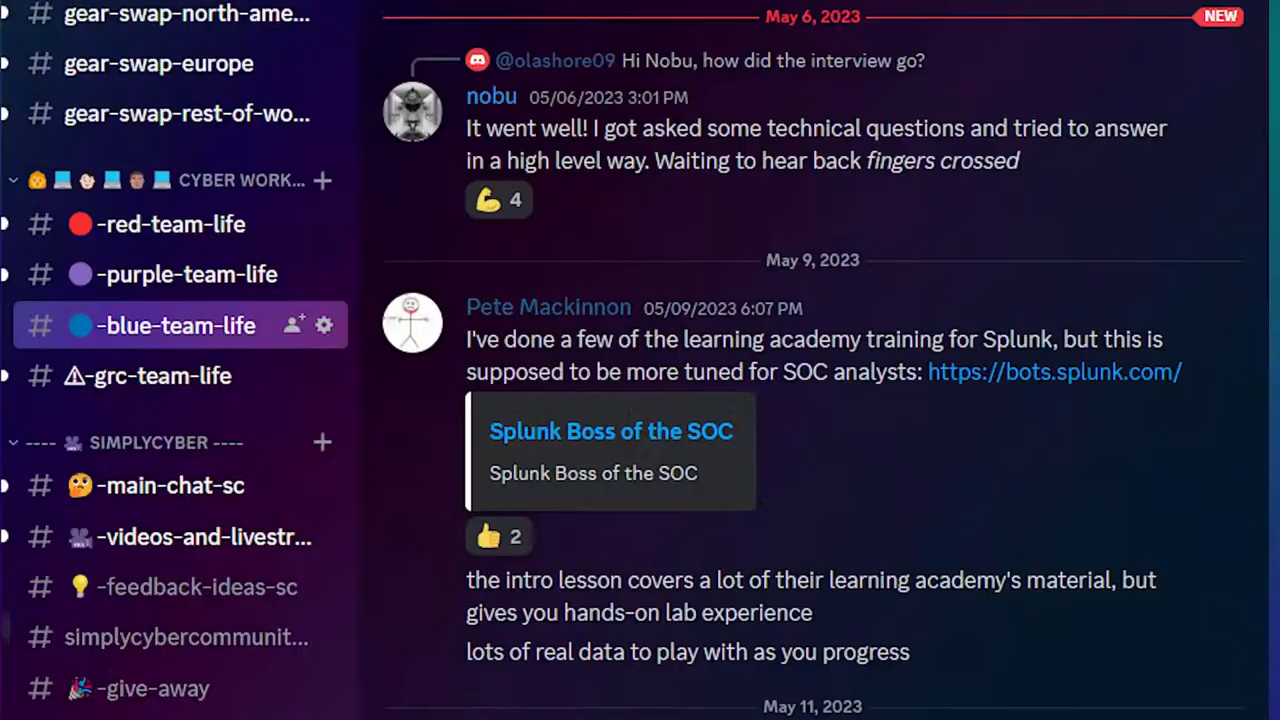 # gear-swap-north-ame...
# gear-swap-europe
# gear-swap-rest-of-wo...
CYBER WORK... +
# 🔴-red-team-life
# 🟣-purple-team-life
# 🔵-blue-team-life
# ⚠-grc-team-life
---- 🎥 SIMPLYCYBER ---- +
# 🤔-main-chat-sc
# 🎥-videos-and-livestr...
# 💡-feedback-ideas-sc
# simplycybercommunit...
# 🎉-give-away
May 6, 2023 NEW
@olashore09 Hi Nobu, how did the interview go?
nobu 05/06/2023 3:01 PM
It went well! I got asked some technical questions and tried to answer
in a high level way. Waiting to hear back fingers crossed
💪 4
May 9, 2023
Pete Mackinnon 05/09/2023 6:07 PM
I've done a few of the learning academy training for Splunk, but this is
supposed to be more tuned for SOC analysts: https://bots.splunk.com/
Splunk Boss of the SOC
Splunk Boss of the SOC
👍 2
the intro lesson covers a lot of their learning academy's material, but
gives you hands-on lab experience
lots of real data to play with as you progress
May 11, 2023